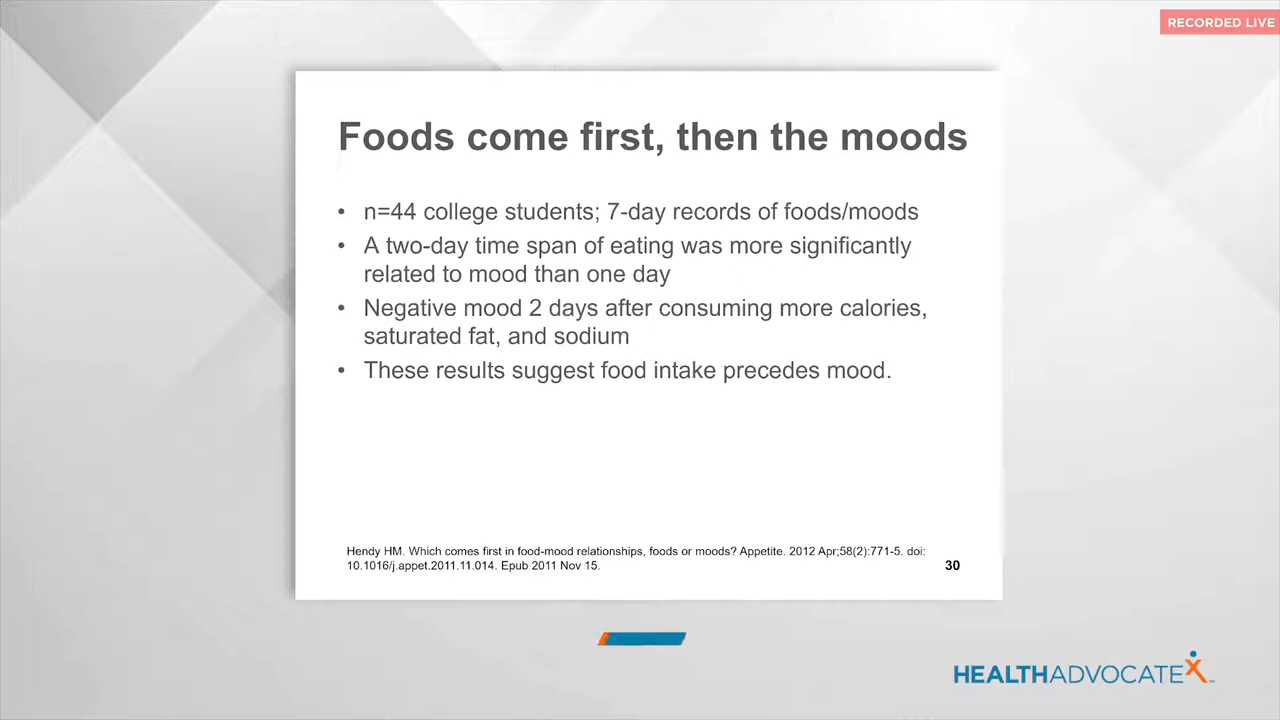 RECORDED LIVE
Foods come first, then the moods
• n=44 college students; 7-day records of foods/moods
• A two-day time span of eating was more significantly
related to mood than one day
• Negative mood 2 days after consuming more calories,
saturated fat, and sodium
• These results suggest food intake precedes mood.
Hendy HM. Which comes first in food-mood relationships, foods or moods? Appetite. 2012 Apr;58(2):771-5. doi:
10.1016/j.appet.2011.11.014. Epub 2011 Nov 15.
30
HEALTHADVOCATEX™